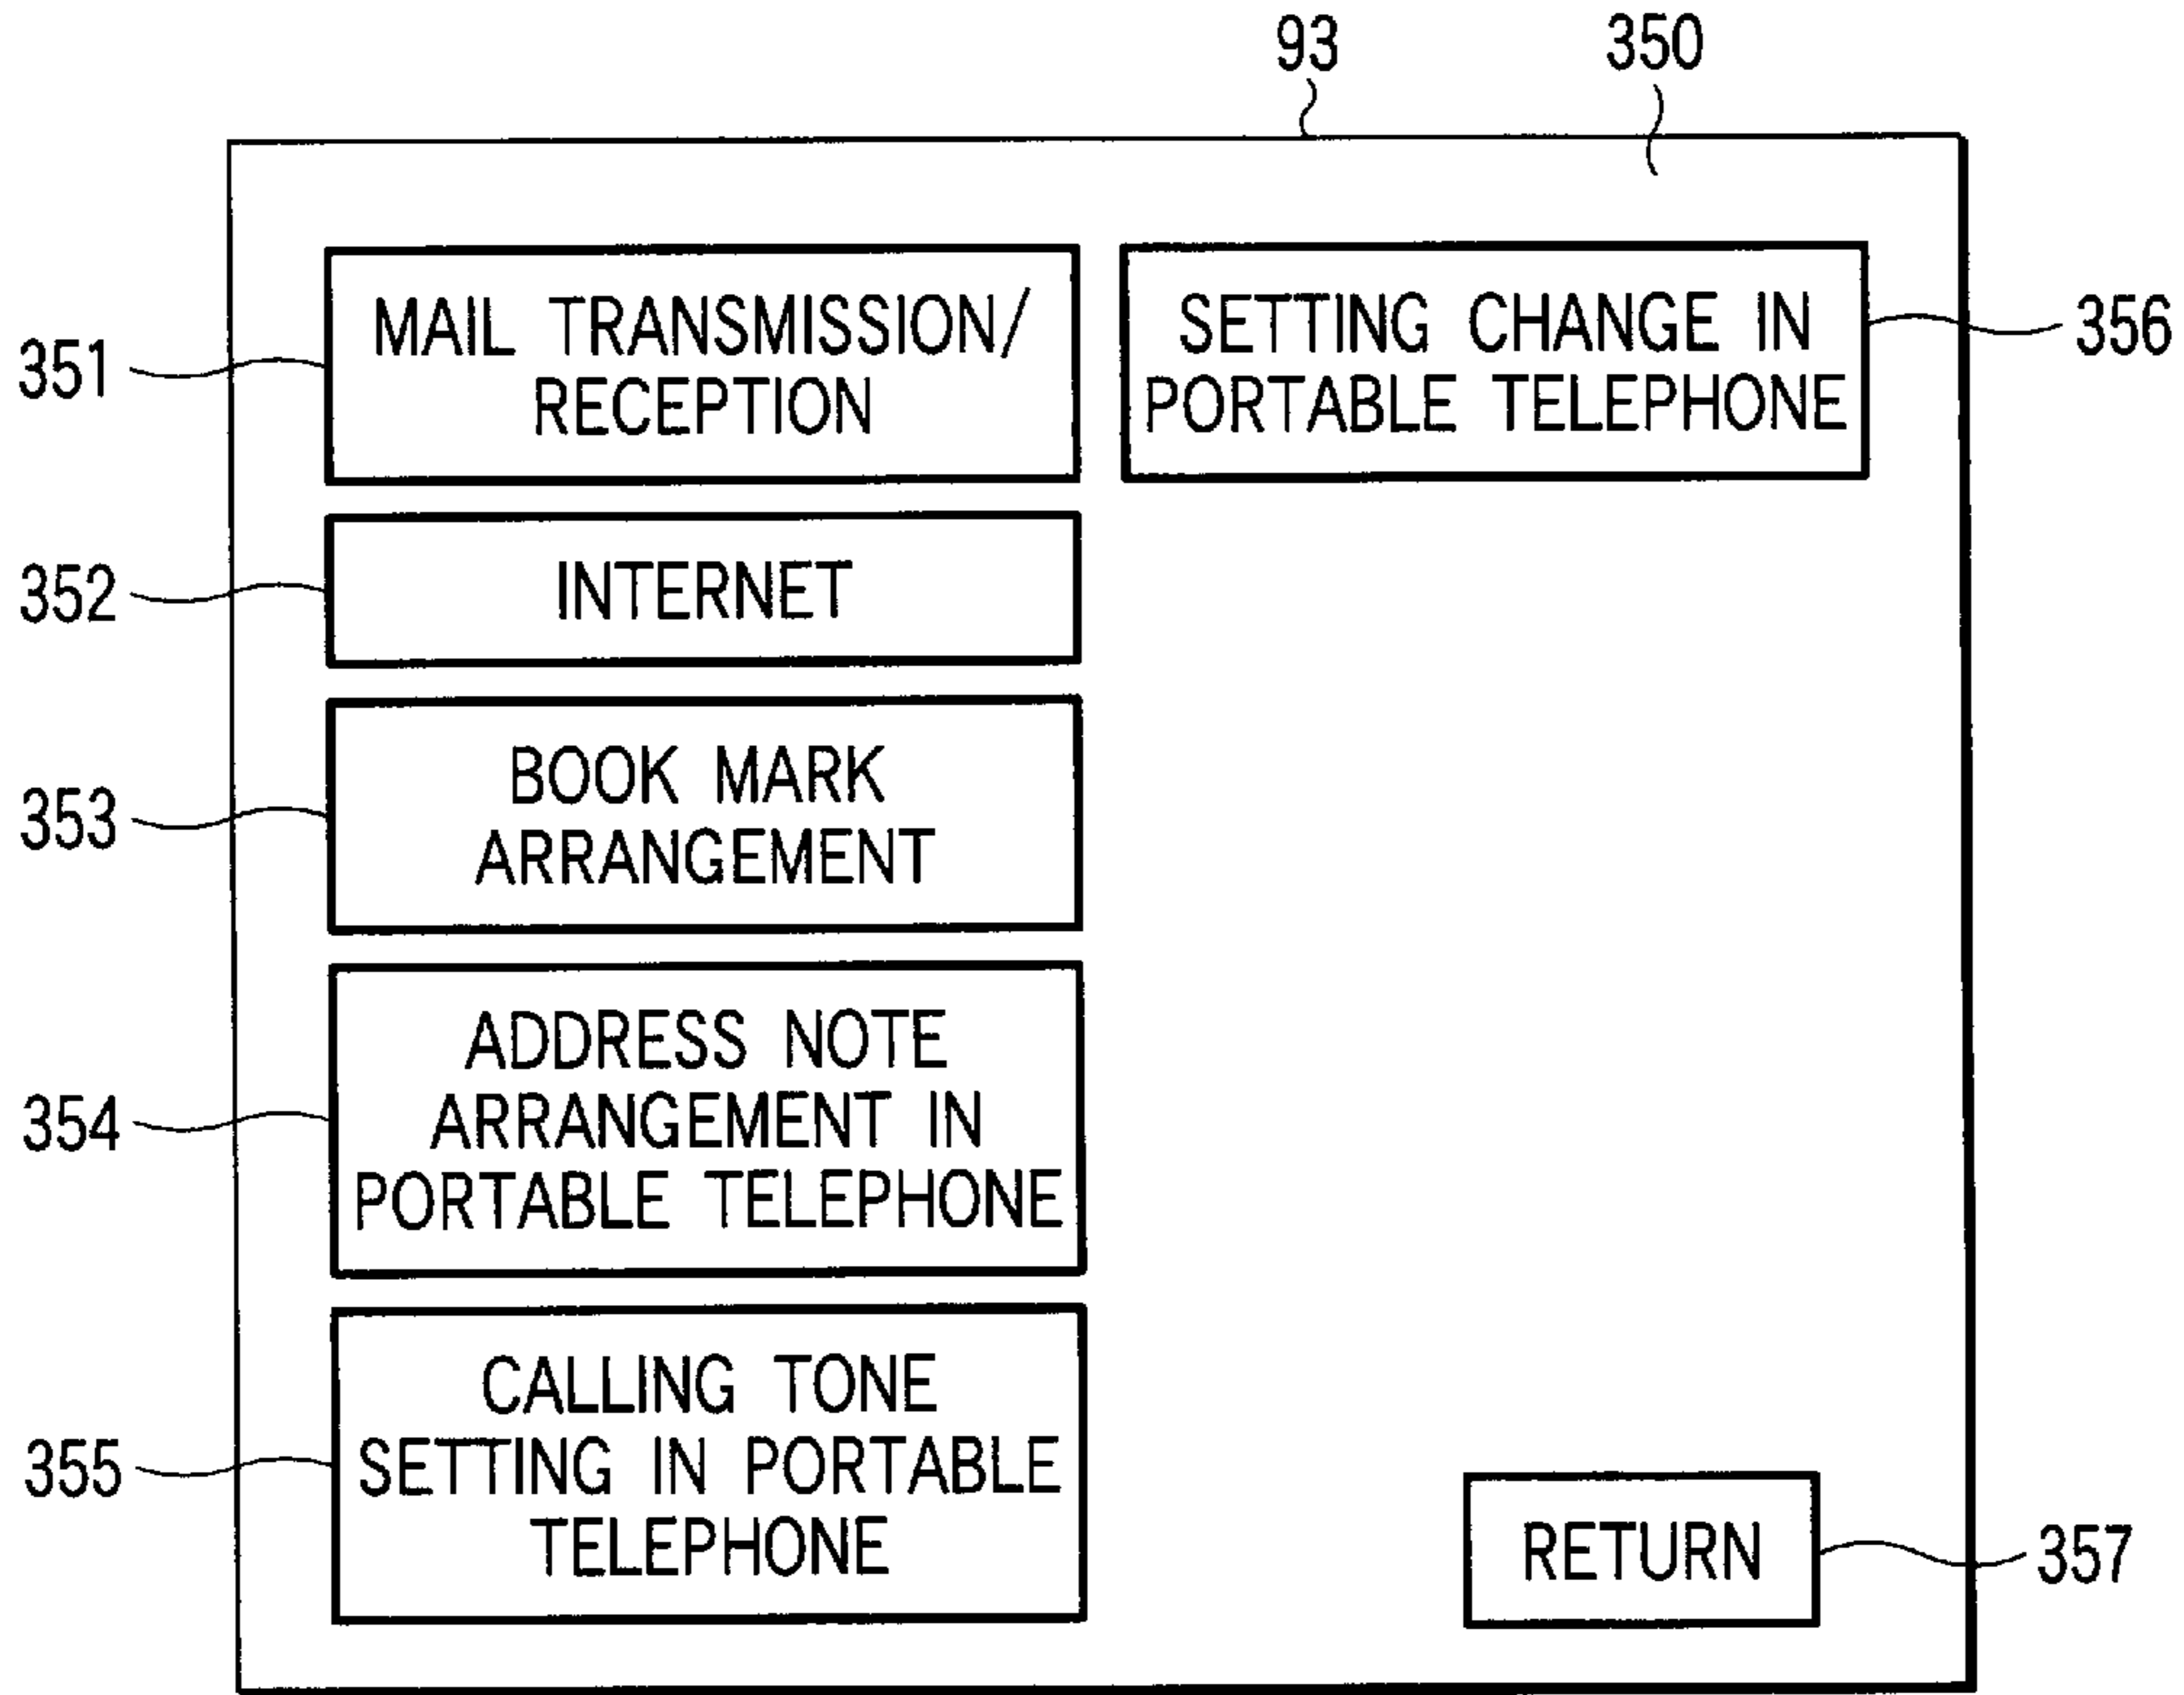 93
350
351
MAIL TRANSMISSION/
RECEPTION
SETTING CHANGE IN
PORTABLE TELEPHONE
356
352
INTERNET
353
BOOK MARK
ARRANGEMENT
354
ADDRESS NOTE
ARRANGEMENT IN
PORTABLE TELEPHONE
355
CALLING TONE
SETTING IN PORTABLE
TELEPHONE
RETURN
357